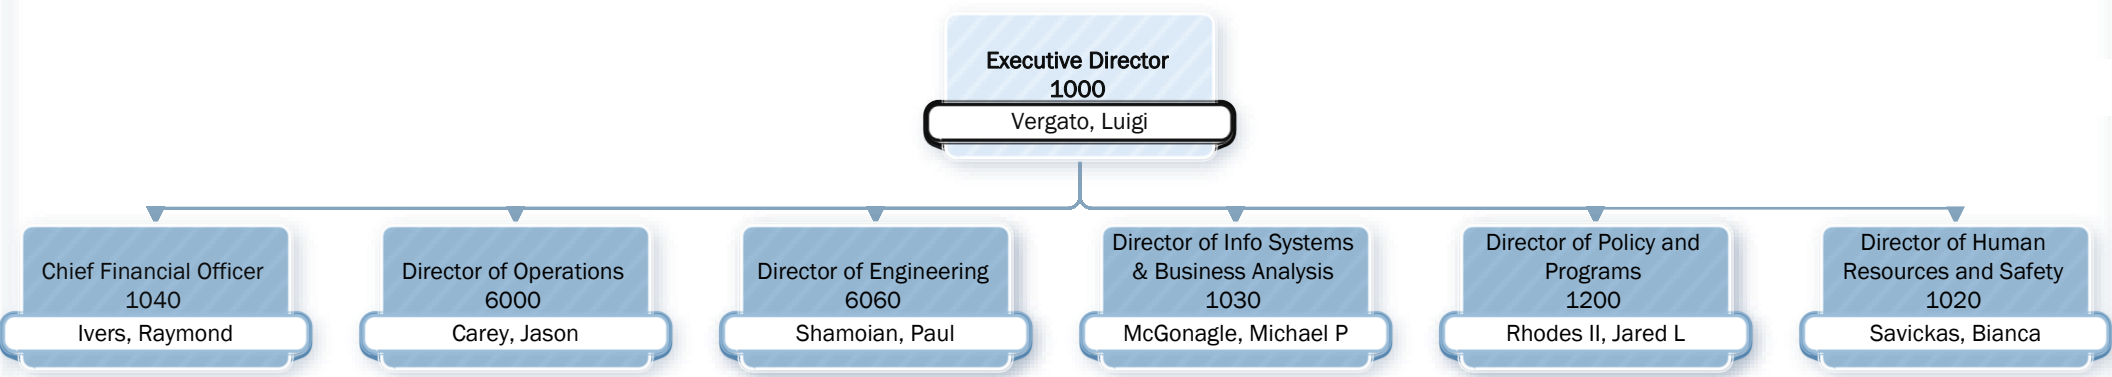 Executive Director
1000
Vergato, Luigi
Chief Financial Officer
1040
Ivers, Raymond
Director of Operations
6000
Carey, Jason
Director of Engineering
6060
Shamoian, Paul
Director of Info Systems
& Business Analysis
1030
McGonagle, Michael P
Director of Policy and
Programs
1200
Rhodes II, Jared L
Director of Human
Resources and Safety
1020
Savickas, Bianca